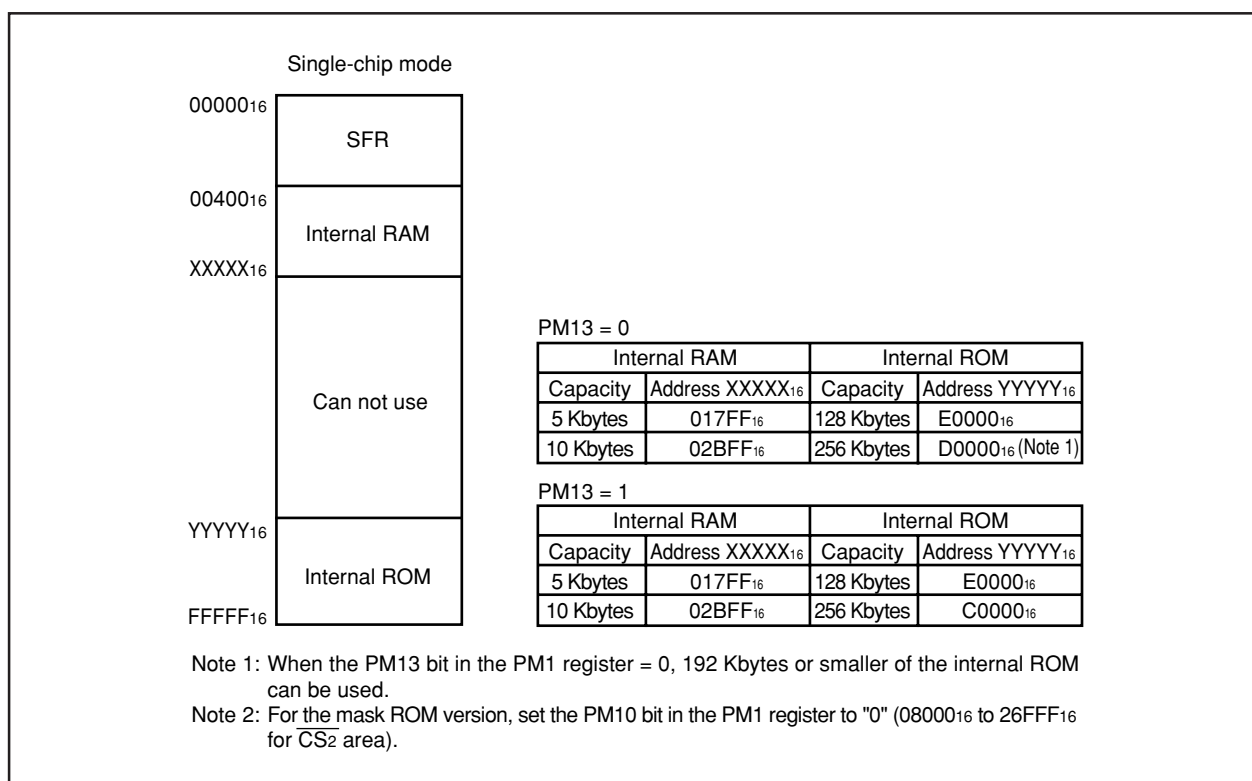 Single-chip mode
00000₁₆
SFR
00400₁₆
Internal RAM
XXXXX₁₆
Can not use
YYYYY₁₆
Internal ROM
FFFFF₁₆
PM13 = 0
Internal RAM Internal ROM
Capacity Address XXXXX₁₆ Capacity Address YYYYY₁₆
5 Kbytes 017FF₁₆ 128 Kbytes E0000₁₆
10 Kbytes 02BFF₁₆ 256 Kbytes D0000₁₆ (Note 1)
PM13 = 1
Internal RAM Internal ROM
Capacity Address XXXXX₁₆ Capacity Address YYYYY₁₆
5 Kbytes 017FF₁₆ 128 Kbytes E0000₁₆
10 Kbytes 02BFF₁₆ 256 Kbytes C0000₁₆
Note 1: When the PM13 bit in the PM1 register = 0, 192 Kbytes or smaller of the internal ROM
can be used.
Note 2: For the mask ROM version, set the PM10 bit in the PM1 register to "0" (08000₁₆ to 26FFF₁₆
for C̅S̅₂ area).